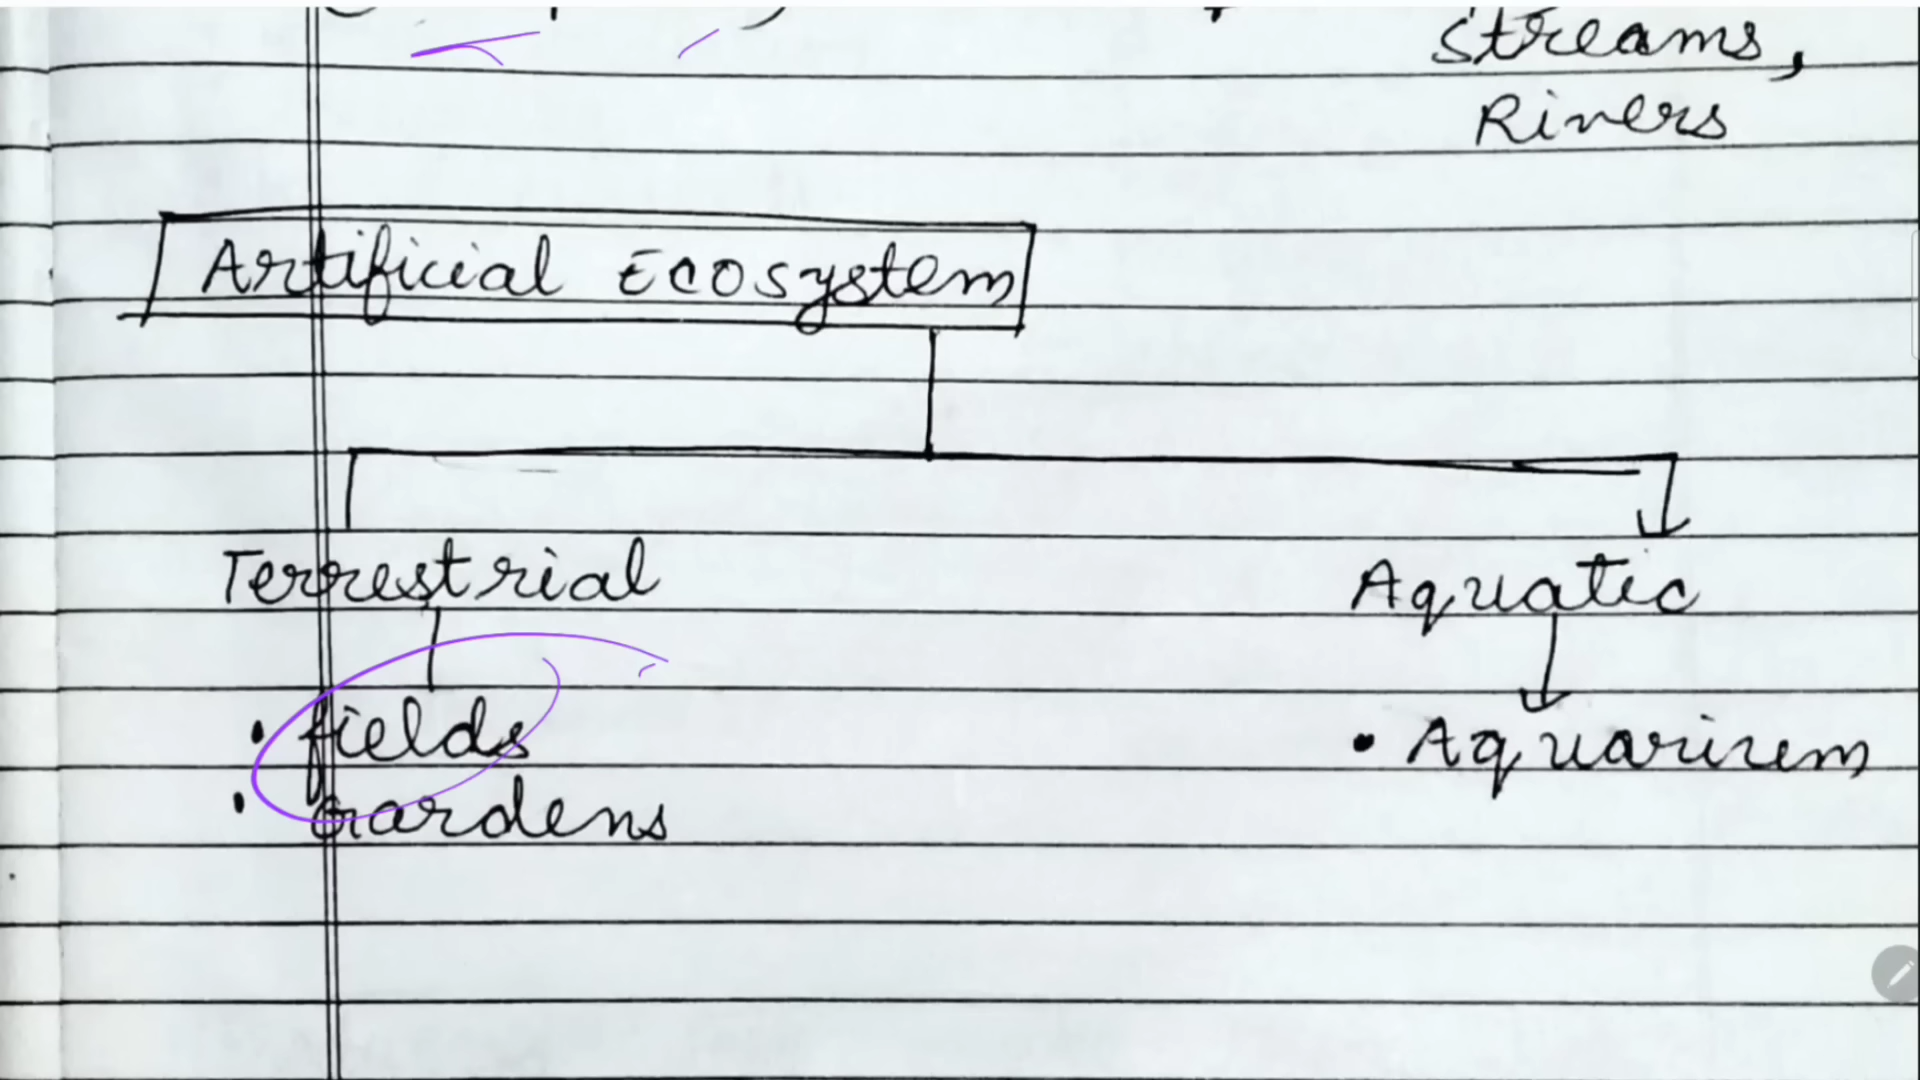 Streams,
Rivers
Artificial Ecosystem
Terrestrial
Aquatic
• fields
• Aquarium
• Gardens